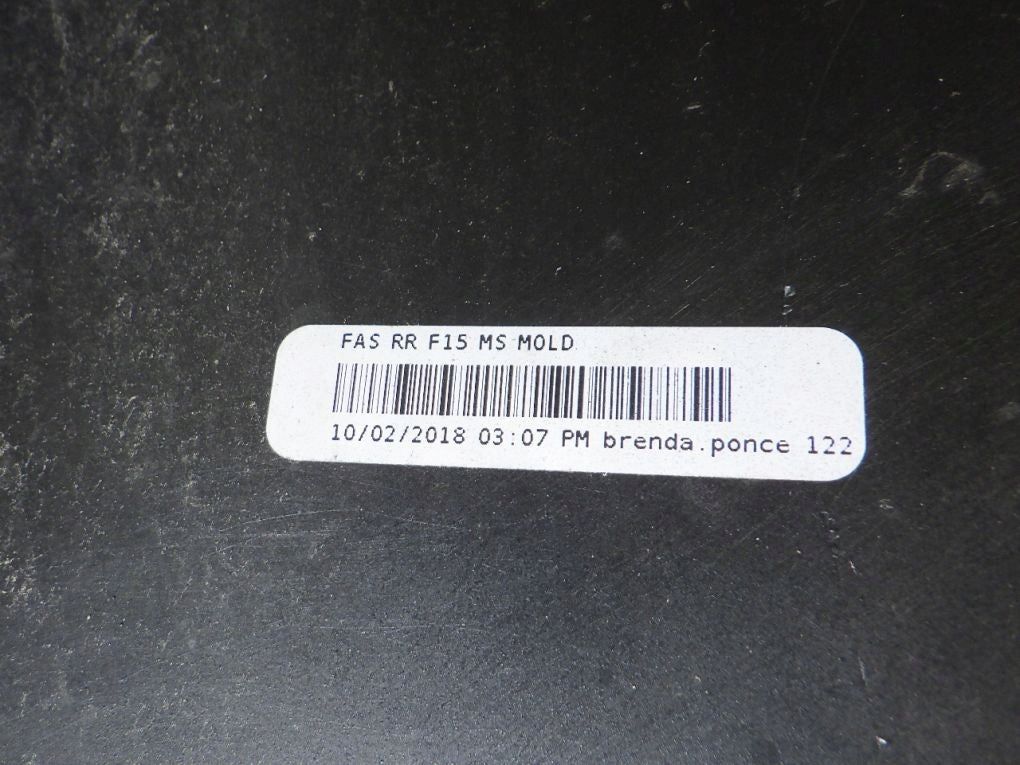 FAS RR F15 MS MOLD
10/02/2018 03:07 PM brenda.ponce 122